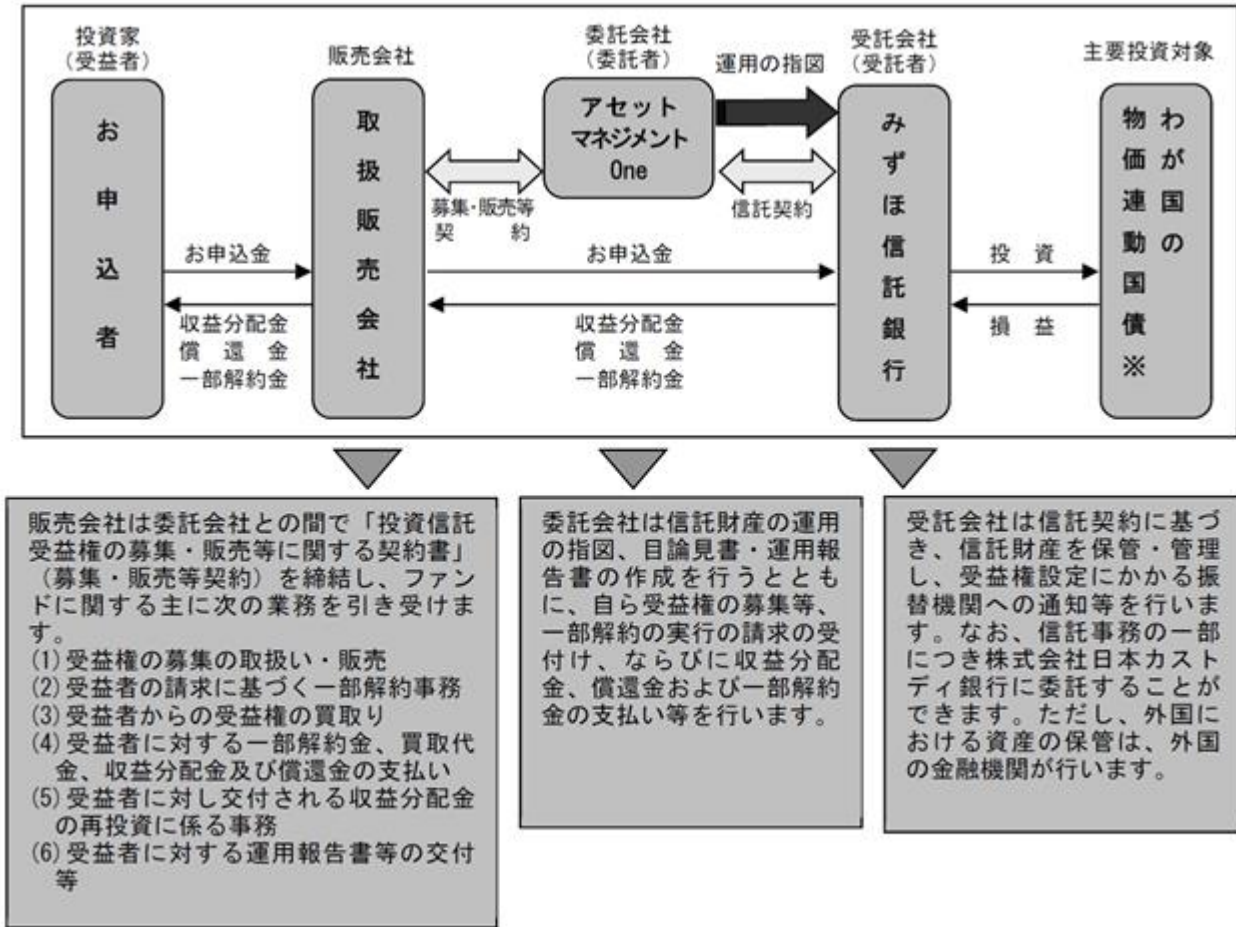 投資家
(受益者)
お申込者
販売会社
取扱販売会社
委託会社
(委託者)
アセット
マネジメント
One
運用の指図
受託会社
(受託者)
みずほ信託銀行
主要投資対象
わが国の
物価連動国債※
募集・販売等
契　　　約
信託契約
お申込金
収益分配金
償　還　金
一部解約金
お申込金
収益分配金
償　還　金
一部解約金
投　資
損　益
販売会社は委託会社との間で「投資信託
受益権の募集・販売等に関する契約書」
(募集・販売等契約)を締結し、ファン
ドに関する主に次の業務を引き受けま
す。
(1)受益権の募集の取扱い・販売
(2)受益者の請求に基づく一部解約事務
(3)受益者からの受益権の買取り
(4)受益者に対する一部解約金、買取代
金、収益分配金及び償還金の支払い
(5)受益者に対し交付される収益分配金
の再投資に係る事務
(6)受益者に対する運用報告書等の交付
等
委託会社は信託財産の運用
の指図、目論見書・運用報
告書の作成を行うととも
に、自ら受益権の募集等、
一部解約の実行の請求の受
付け、ならびに収益分配
金、償還金および一部解約
金の支払い等を行います。
受託会社は信託契約に基づ
き、信託財産を保管・管理
し、受益権設定にかかる振
替機関への通知等を行いま
す。なお、信託事務の一部
につき株式会社日本カスト
ディ銀行に委託することが
できます。ただし、外国に
おける資産の保管は、外国
の金融機関が行います。